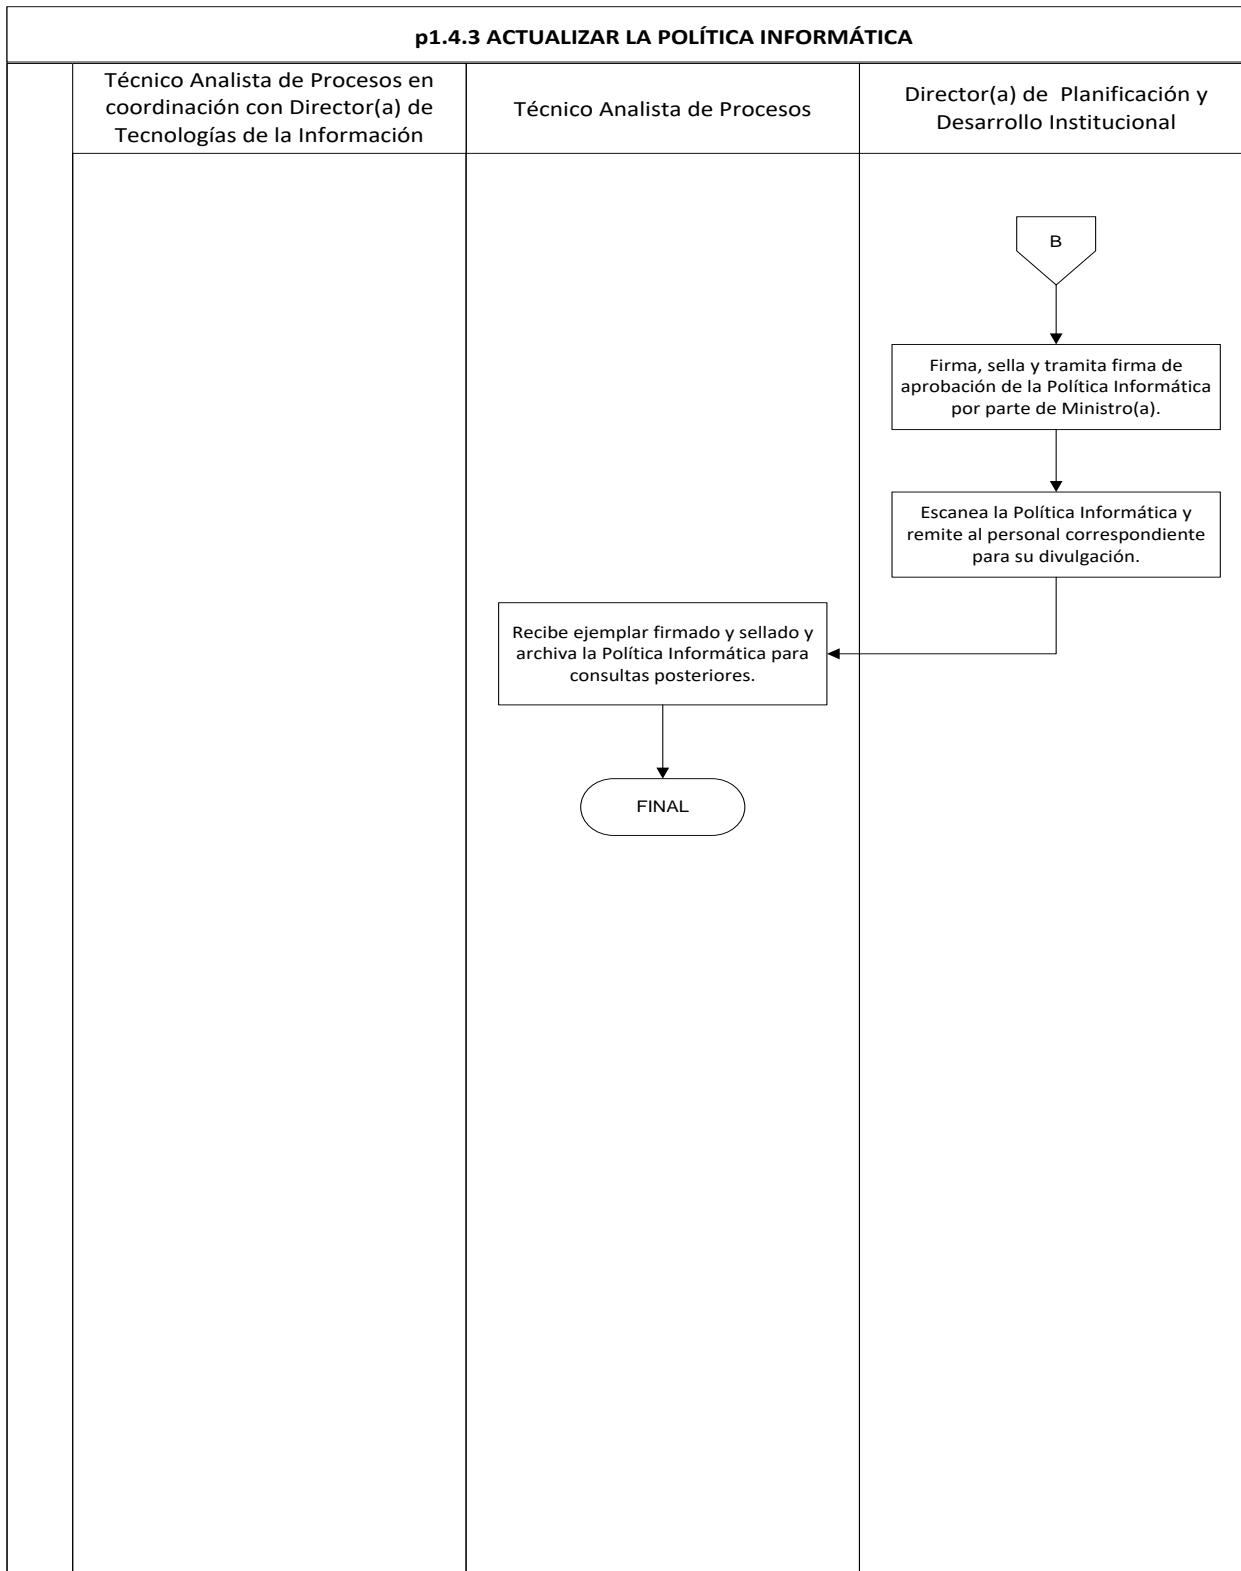 p1.4.3 ACTUALIZAR LA POLÍTICA INFORMÁTICA
Técnico Analista de Procesos en
coordinación con Director(a) de
Tecnologías de la Información
Técnico Analista de Procesos
Director(a) de Planificación y
Desarrollo Institucional
B
Firma, sella y tramita firma de
aprobación de la Política Informática
por parte de Ministro(a).
Escanea la Política Informática y
remite al personal correspondiente
para su divulgación.
Recibe ejemplar firmado y sellado y
archiva la Política Informática para
consultas posteriores.
FINAL